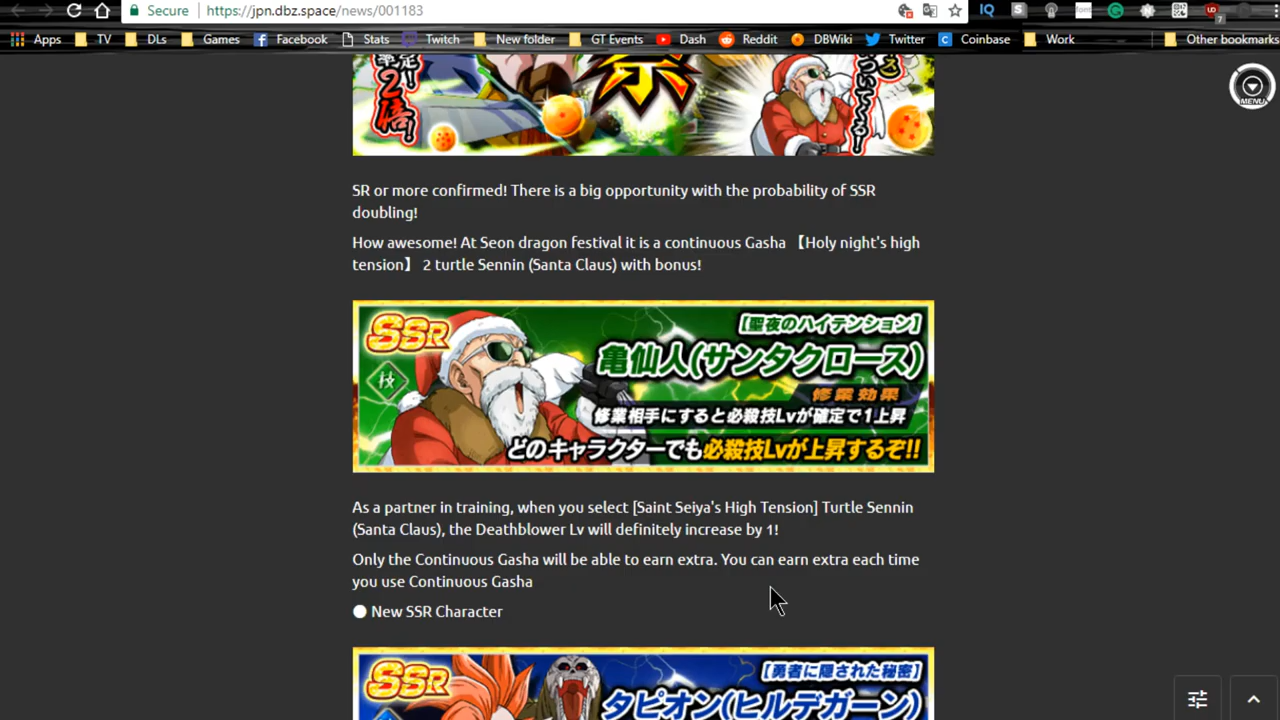 Secure
https://jpn.dbz.space/news/001183
Apps TV DLs Games Facebook Stats Twitch New folder GT Events Dash Reddit DBWiki Twitter Coinbase Work Other bookmarks
祭
定!2倍!
ついてくる!
MENU
SR or more confirmed! There is a big opportunity with the probability of SSR
doubling!
How awesome! At Seon dragon festival it is a continuous Gasha 【Holy night's high
tension】 2 turtle Sennin (Santa Claus) with bonus!
SSR
[聖夜のハイテンション]
技
亀仙人(サンタクロース)
修業効果
修業相手にすると必殺技Lvが確定で1上昇
どのキャラクターでも必殺技Lvが上昇するぞ!!
As a partner in training, when you select [Saint Seiya's High Tension] Turtle Sennin
(Santa Claus), the Deathblower Lv will definitely increase by 1!
Only the Continuous Gasha will be able to earn extra. You can earn extra each time
you use Continuous Gasha
● New SSR Character
SSR
[勇者に隠された秘密]
タピオン(ヒルデガーン)